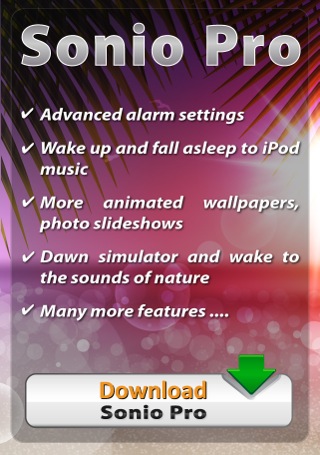 Sonio Pro
✔ Advanced alarm settings
✔ Wake up and fall asleep to iPod
music
✔ More animated wallpapers,
photo slideshows
✔ Dawn simulator and wake to
the sounds of nature
✔ Many more features ....
Download
Sonio Pro